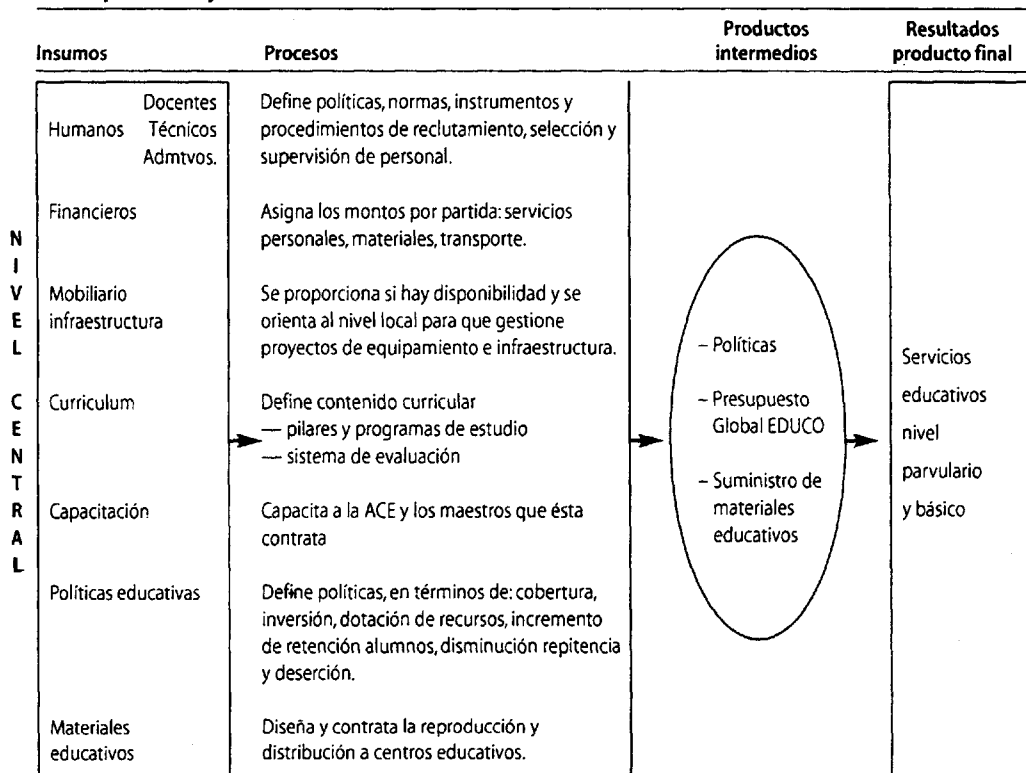 Insumos
Procesos
Productos
intermedios
Resultados
producto final
NIVEL CENTRAL
Docentes
Humanos Técnicos
Admtvos.
Define políticas, normas, instrumentos y
procedimientos de reclutamiento, selección y
supervisión de personal.
Financieros
Asigna los montos por partida: servicios
personales, materiales, transporte.
Mobiliario
infraestructura
Se proporciona si hay disponibilidad y se
orienta al nivel local para que gestione
proyectos de equipamiento e infraestructura.
Curriculum
Define contenido curricular
— pilares y programas de estudio
— sistema de evaluación
Capacitación
Capacita a la ACE y los maestros que ésta
contrata
Políticas educativas
Define políticas, en términos de: cobertura,
inversión, dotación de recursos, incremento
de retención alumnos, disminución repitencia
y deserción.
Materiales
educativos
Diseña y contrata la reproducción y
distribución a centros educativos.
– Políticas
– Presupuesto
Global EDUCO
– Suministro de
materiales
educativos
Servicios
educativos
nivel
parvulario
y básico